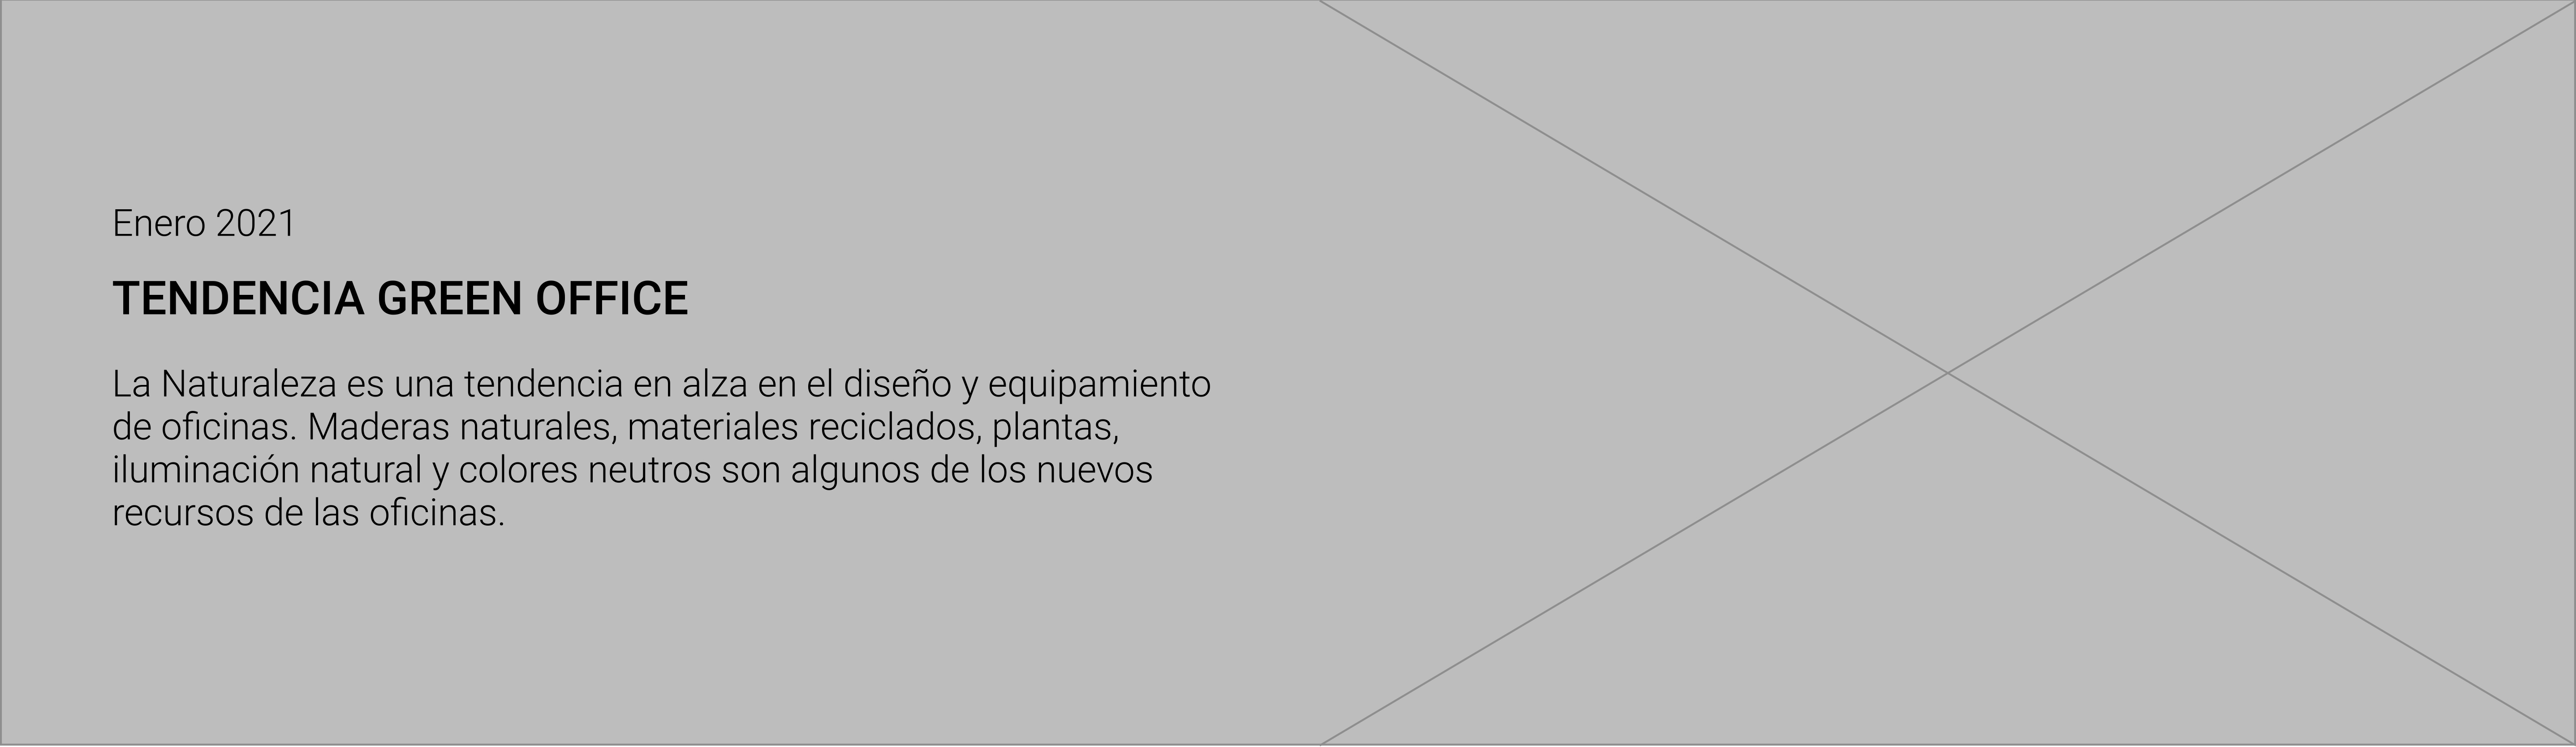 Enero 2021
TENDENCIA GREEN OFFICE
La Naturaleza es una tendencia en alza en el diseño y equipamiento
de oficinas. Maderas naturales, materiales reciclados, plantas,
iluminación natural y colores neutros son algunos de los nuevos
recursos de las oficinas.